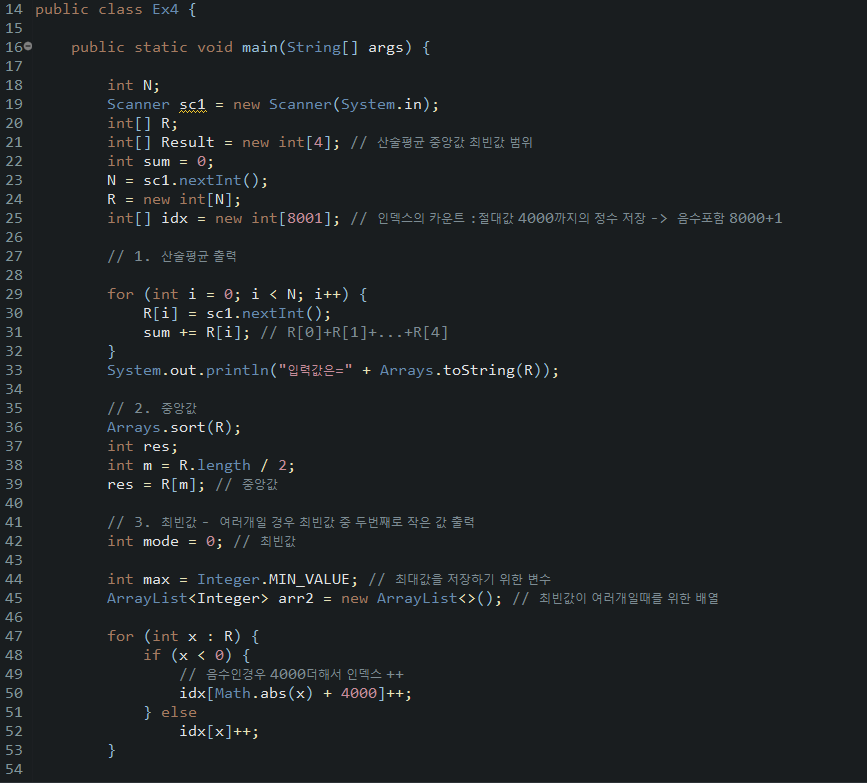 14 public class Ex4 {
15
16 public static void main(String[] args) {
17
18 int N;
19 Scanner sc1 = new Scanner(System.in);
20 int[] R;
21 int[] Result = new int[4]; // 산술평균 중앙값 최빈값 범위
22 int sum = 0;
23 N = sc1.nextInt();
24 R = new int[N];
25 int[] idx = new int[8001]; // 인덱스의 카운트 :절대값 4000까지의 정수 저장 -> 음수포함 8000+1
26
27 // 1. 산술평균 출력
28
29 for (int i = 0; i < N; i++) {
30 R[i] = sc1.nextInt();
31 sum += R[i]; // R[0]+R[1]+...+R[4]
32 }
33 System.out.println("입력값은=" + Arrays.toString(R));
34
35 // 2. 중앙값
36 Arrays.sort(R);
37 int res;
38 int m = R.length / 2;
39 res = R[m]; // 중앙값
40
41 // 3. 최빈값 - 여러개일 경우 최빈값 중 두번째로 작은 값 출력
42 int mode = 0; // 최빈값
43
44 int max = Integer.MIN_VALUE; // 최대값을 저장하기 위한 변수
45 ArrayList<Integer> arr2 = new ArrayList<>(); // 최빈값이 여러개일때를 위한 배열
46
47 for (int x : R) {
48 if (x < 0) {
49 // 음수인경우 4000더해서 인덱스 ++
50 idx[Math.abs(x) + 4000]++;
51 } else
52 idx[x]++;
53 }
54